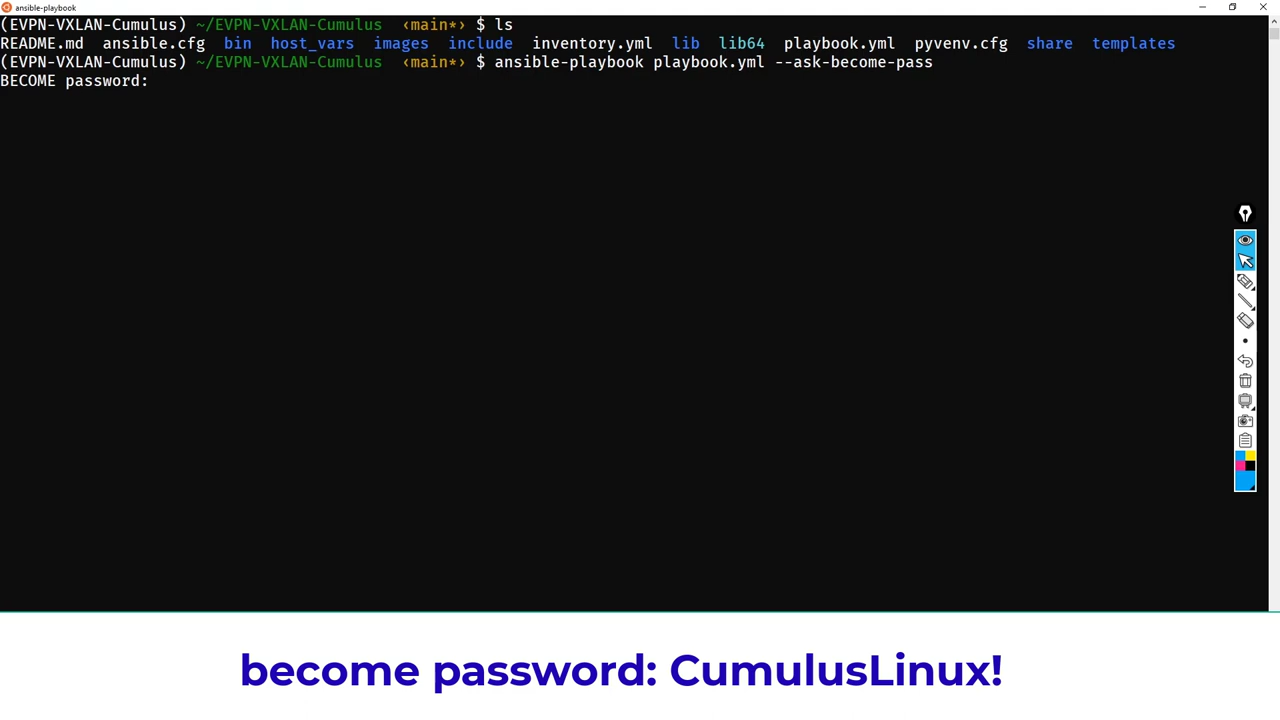 ansible-playbook
(EVPN-VXLAN-Cumulus) ~/EVPN-VXLAN-Cumulus ‹main*› $ ls
README.md ansible.cfg bin host_vars images include inventory.yml lib lib64 playbook.yml pyvenv.cfg share templates
(EVPN-VXLAN-Cumulus) ~/EVPN-VXLAN-Cumulus ‹main*› $ ansible-playbook playbook.yml --ask-become-pass
BECOME password:
become password: CumulusLinux!